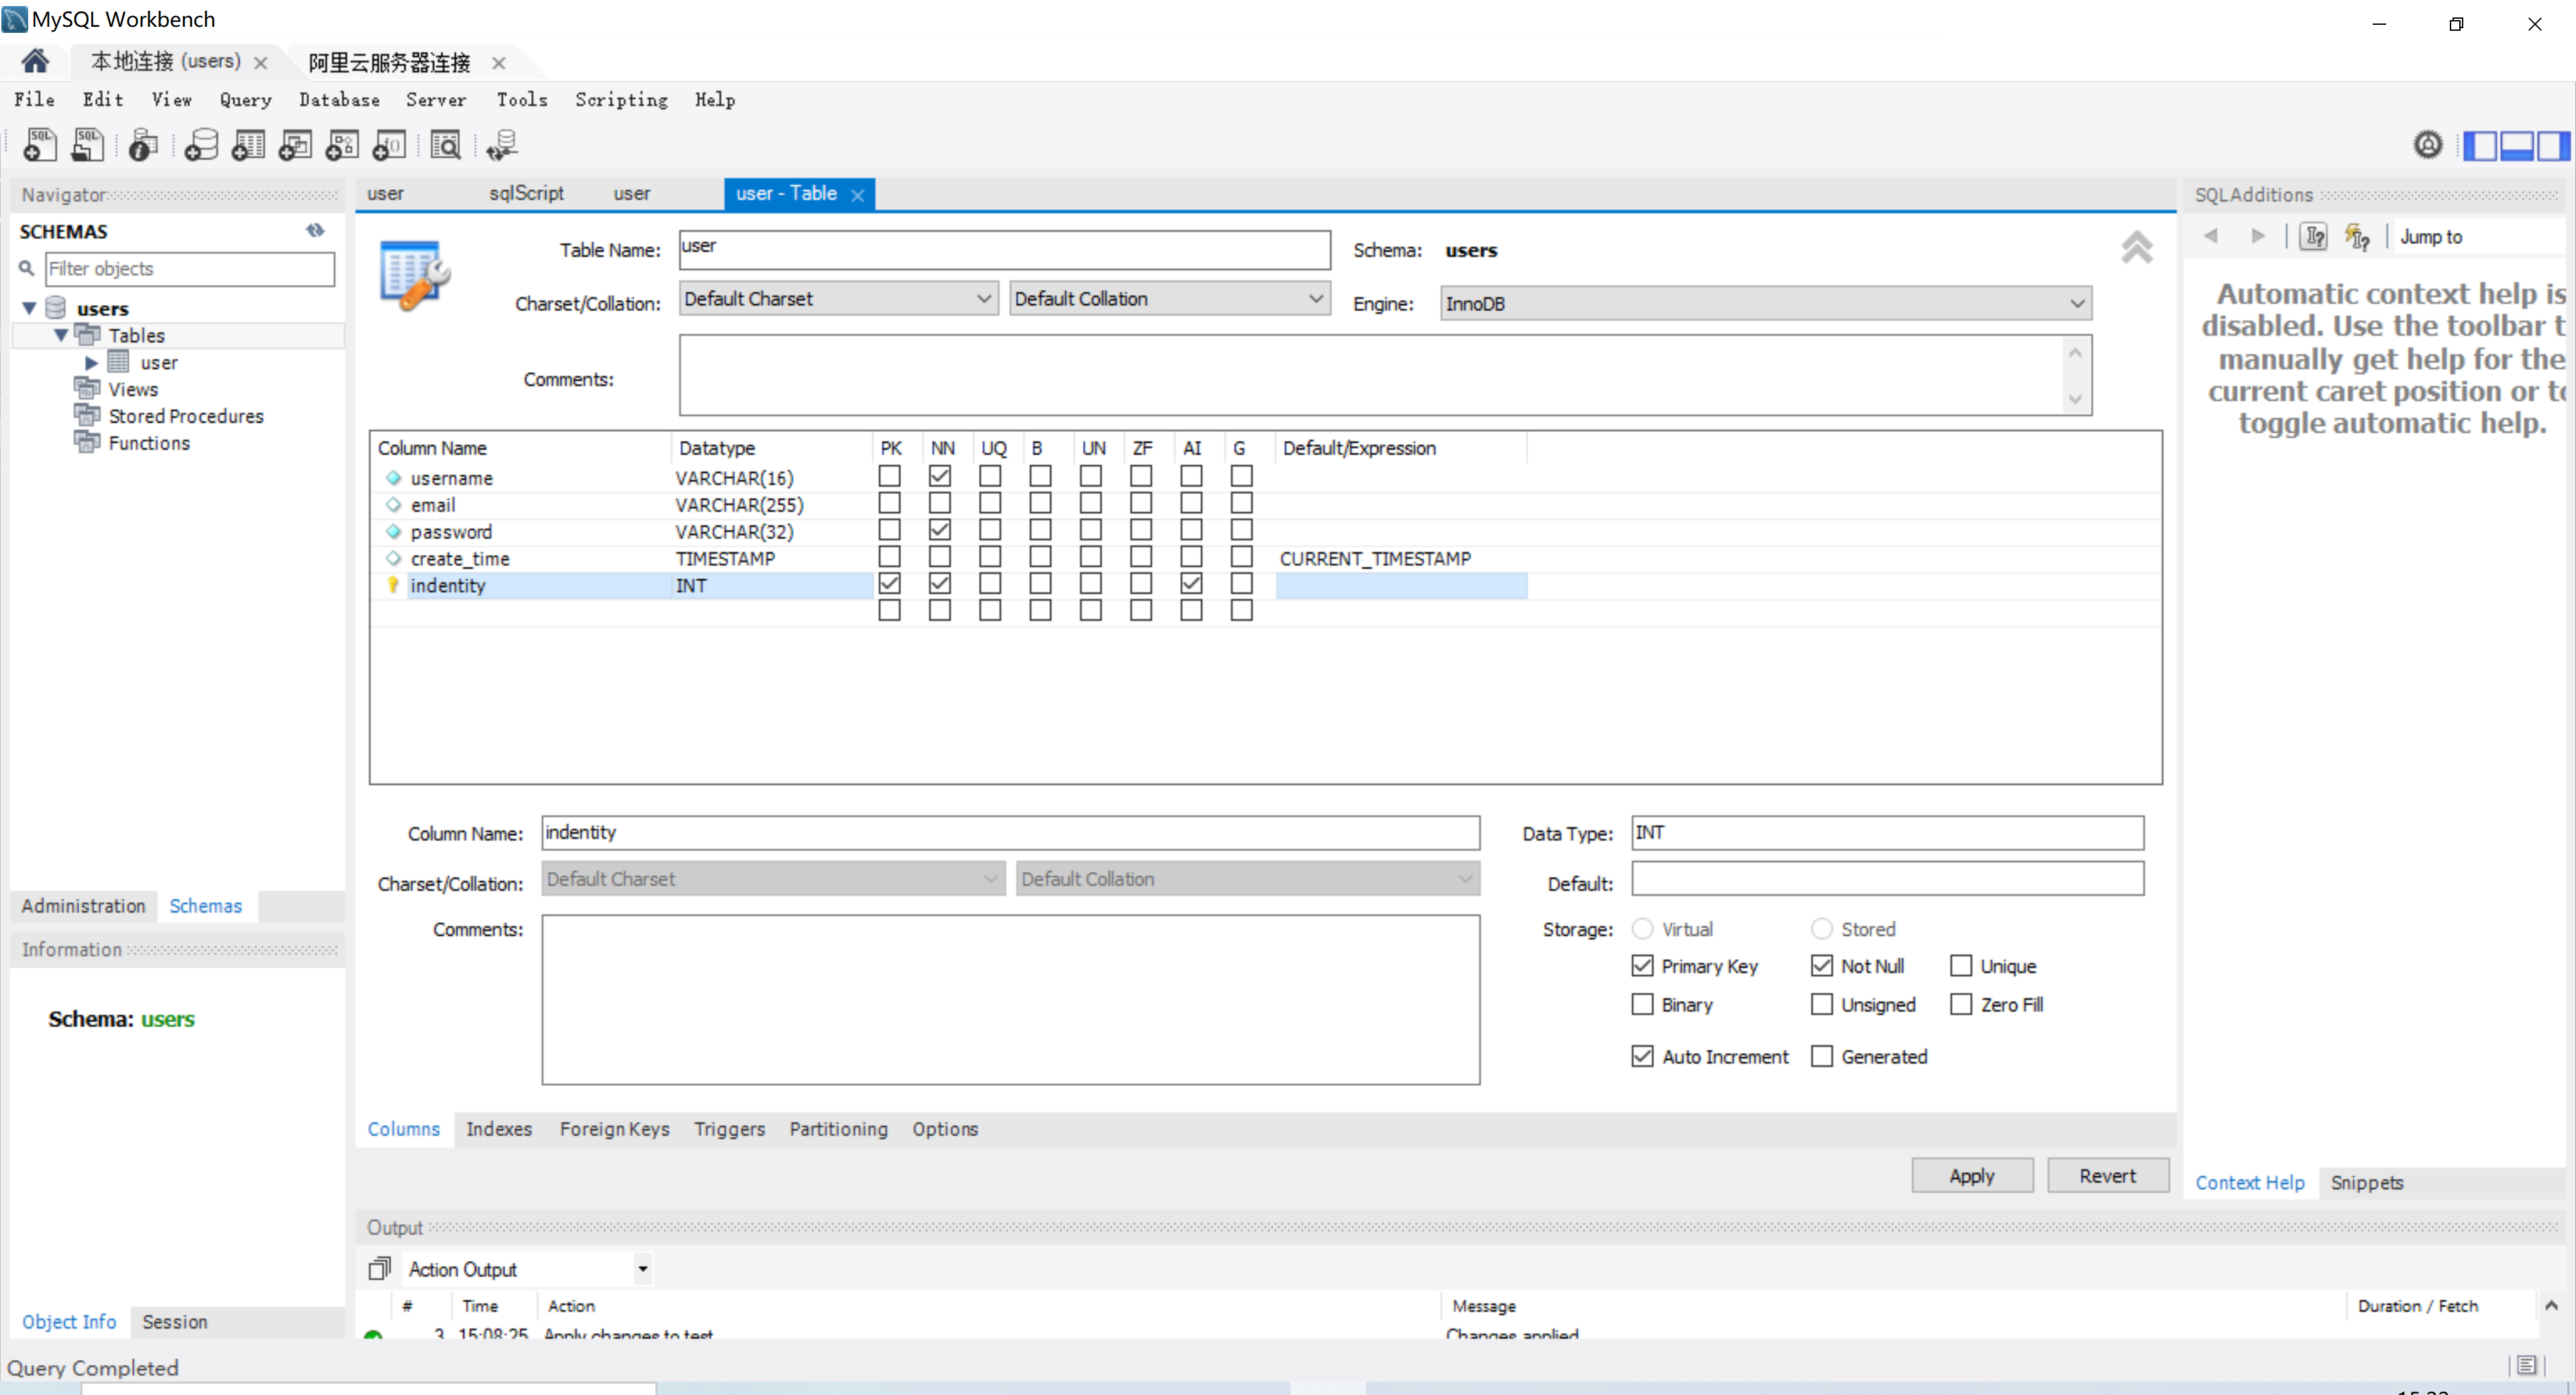 MySQL Workbench
本地连接 (users)
阿里云服务器连接
File Edit View Query Database Server Tools Scripting Help
Navigator
SCHEMAS
Filter objects
users
Tables
user
Views
Stored Procedures
Functions
Administration Schemas
Information
Schema: users
Object Info Session
user sqlScript user user - Table
Table Name: user Schema: users
Charset/Collation: Default Charset Default Collation Engine: InnoDB
Comments:
Column Name Datatype PK NN UQ B UN ZF AI G Default/Expression
username VARCHAR(16)
email VARCHAR(255)
password VARCHAR(32)
create_time TIMESTAMP CURRENT_TIMESTAMP
indentity INT
Column Name: indentity Data Type: INT
Charset/Collation: Default Charset Default Collation Default:
Comments: Storage: Virtual Stored
Primary Key Not Null Unique
Binary Unsigned Zero Fill
Auto Increment Generated
Columns Indexes Foreign Keys Triggers Partitioning Options
Apply Revert
SQLAdditions
Jump to
Automatic context help is
disabled. Use the toolbar t
manually get help for the
current caret position or to
toggle automatic help.
Context Help Snippets
Output
Action Output
# Time Action Message Duration / Fetch
3 15:08:25 Apply changes to test Changes applied
Query Completed